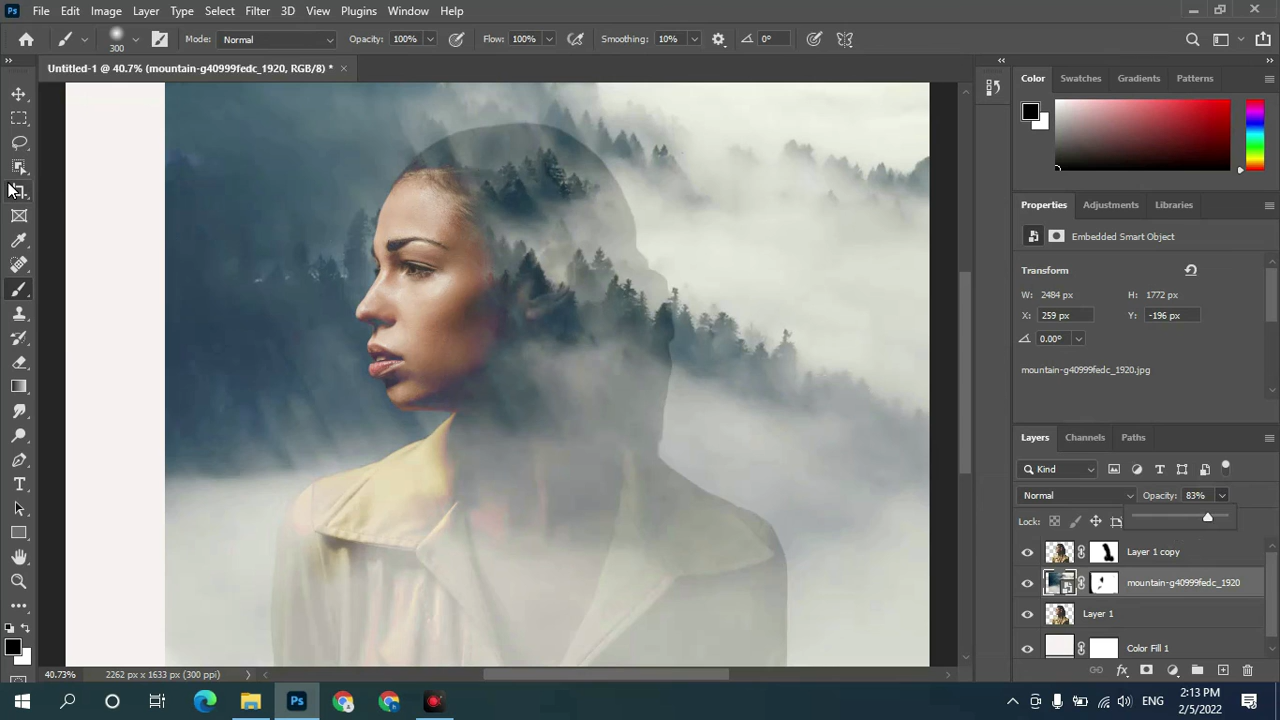 Ps File Edit Image Layer Type Select Filter 3D View Plugins Window Help
300 Mode: Normal Opacity: 100% Flow: 100% Smoothing: 10% 0°
Untitled-1 @ 40.7% (mountain-g40999fedc_1920, RGB/8) *
Color Swatches Gradients Patterns
Properties Adjustments Libraries
Embedded Smart Object
Transform
W: 2484 px H: 1772 px
X: 259 px Y: -196 px
0.00°
mountain-g40999fedc_1920.jpg
Layers Channels Paths
Kind
Normal Opacity: 83%
Lock:
Layer 1 copy
mountain-g40999fedc_1920
Layer 1
Color Fill 1
40.73% 2262 px x 1633 px (300 ppi)
fx
Ps ENG 2:13 PM
2/5/2022